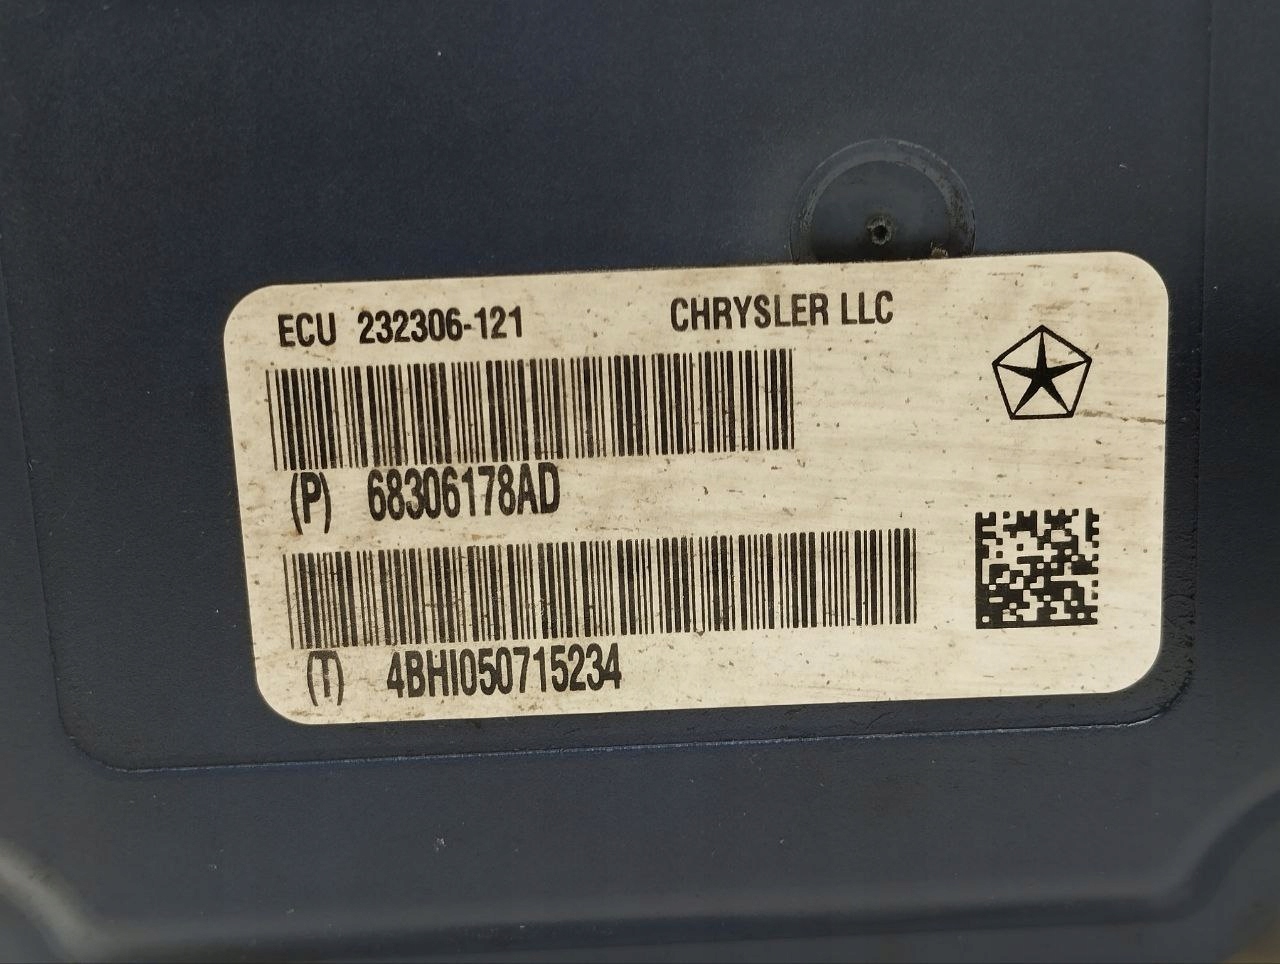 ECU 232306-121 CHRYSLER LLC
(P) 68306178AD
(T) 4BHI050715234